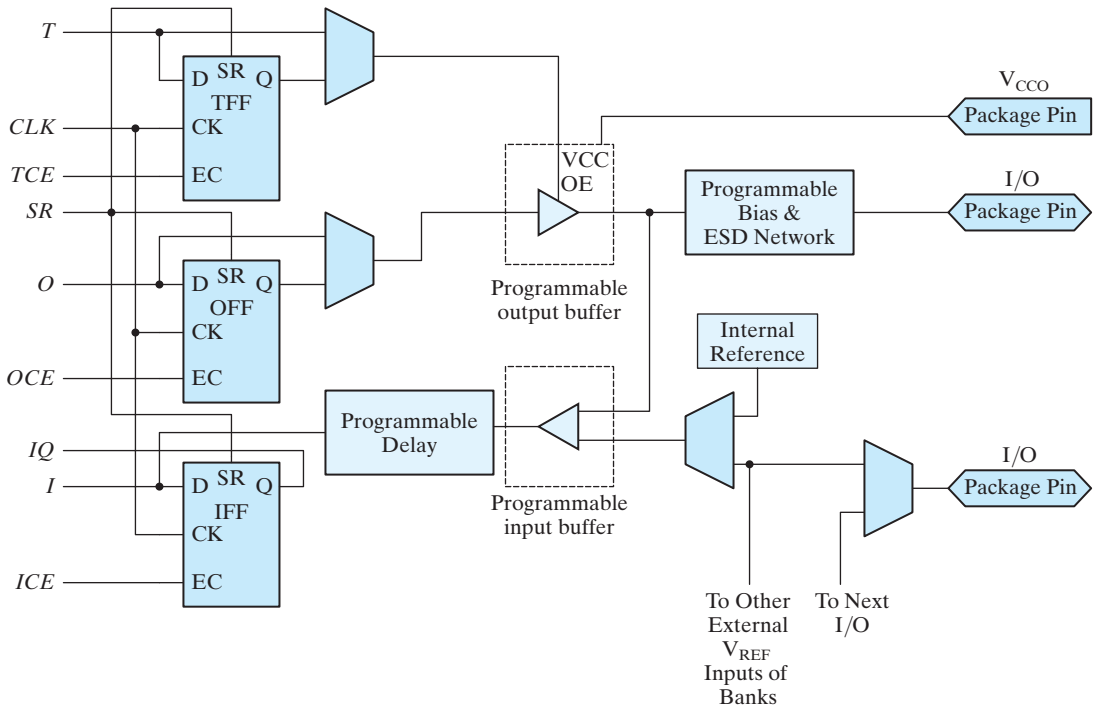 T
CLK
TCE
SR
O
OCE
IQ
I
ICE
D SR Q
TFF
CK
EC
D SR Q
OFF
CK
EC
D SR Q
IFF
CK
EC
VCC
OE
Programmable
output buffer
Programmable
Delay
Programmable
input buffer
Programmable
Bias &
ESD Network
Internal
Reference
V_CCO
Package Pin
I/O
Package Pin
I/O
Package Pin
To Other
External
V_REF
Inputs of
Banks
To Next
I/O